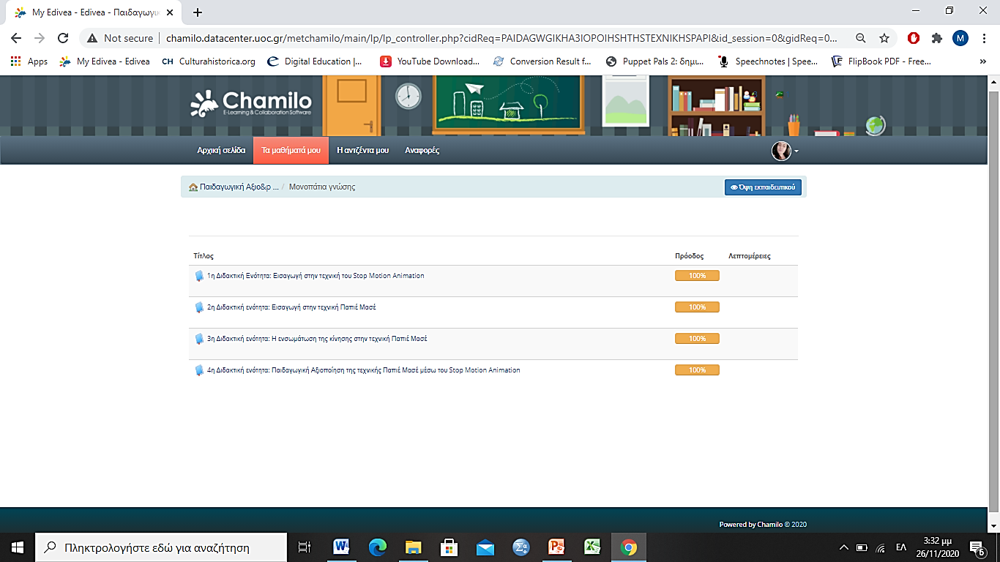 My Edivea - Edivea - Παιδαγωγικ
Not secure
chamilo.datacenter.uoc.gr/metchamilo/main/lp/lp_controller.php?cidReq=PAIDAGWGIKHA3IOPOIHSHTHSTEXNIKHSPAPI&id_session=0&gidReq=0...
M
Apps My Edivea - Edivea CH Culturahistorica.org Digital Education |... YouTube Download... Conversion Result f... Puppet Pals 2: δημι... Speechnotes | Spee... FlipBook PDF - Free... »
Chamilo
E-Learning & Collaboration Software
Αρχική σελίδα Τα μαθήματά μου Η αντζέντα μου Αναφορές
Παιδαγωγική Αξιο&p ... / Μονοπάτια γνώσης
Όψη εκπαιδευτικού
Τίτλος Πρόοδος Λεπτομέρειες
1η Διδακτική Ενότητα: Εισαγωγή στην τεχνική του Stop Motion Animation 100%
2η Διδακτική ενότητα: Εισαγωγή στην τεχνική Παπιέ Μασέ 100%
3η Διδακτική ενότητα: Η ενσωμάτωση της κίνησης στην τεχνική Παπιέ Μασέ 100%
4η Διδακτική ενότητα: Παιδαγωγική Αξιοποίηση της τεχνικής Παπιέ Μασέ μέσω του Stop Motion Animation 100%
Powered by Chamilo © 2020
Πληκτρολογήστε εδώ για αναζήτηση
ΕΛ
3:32 μμ
26/11/2020
6